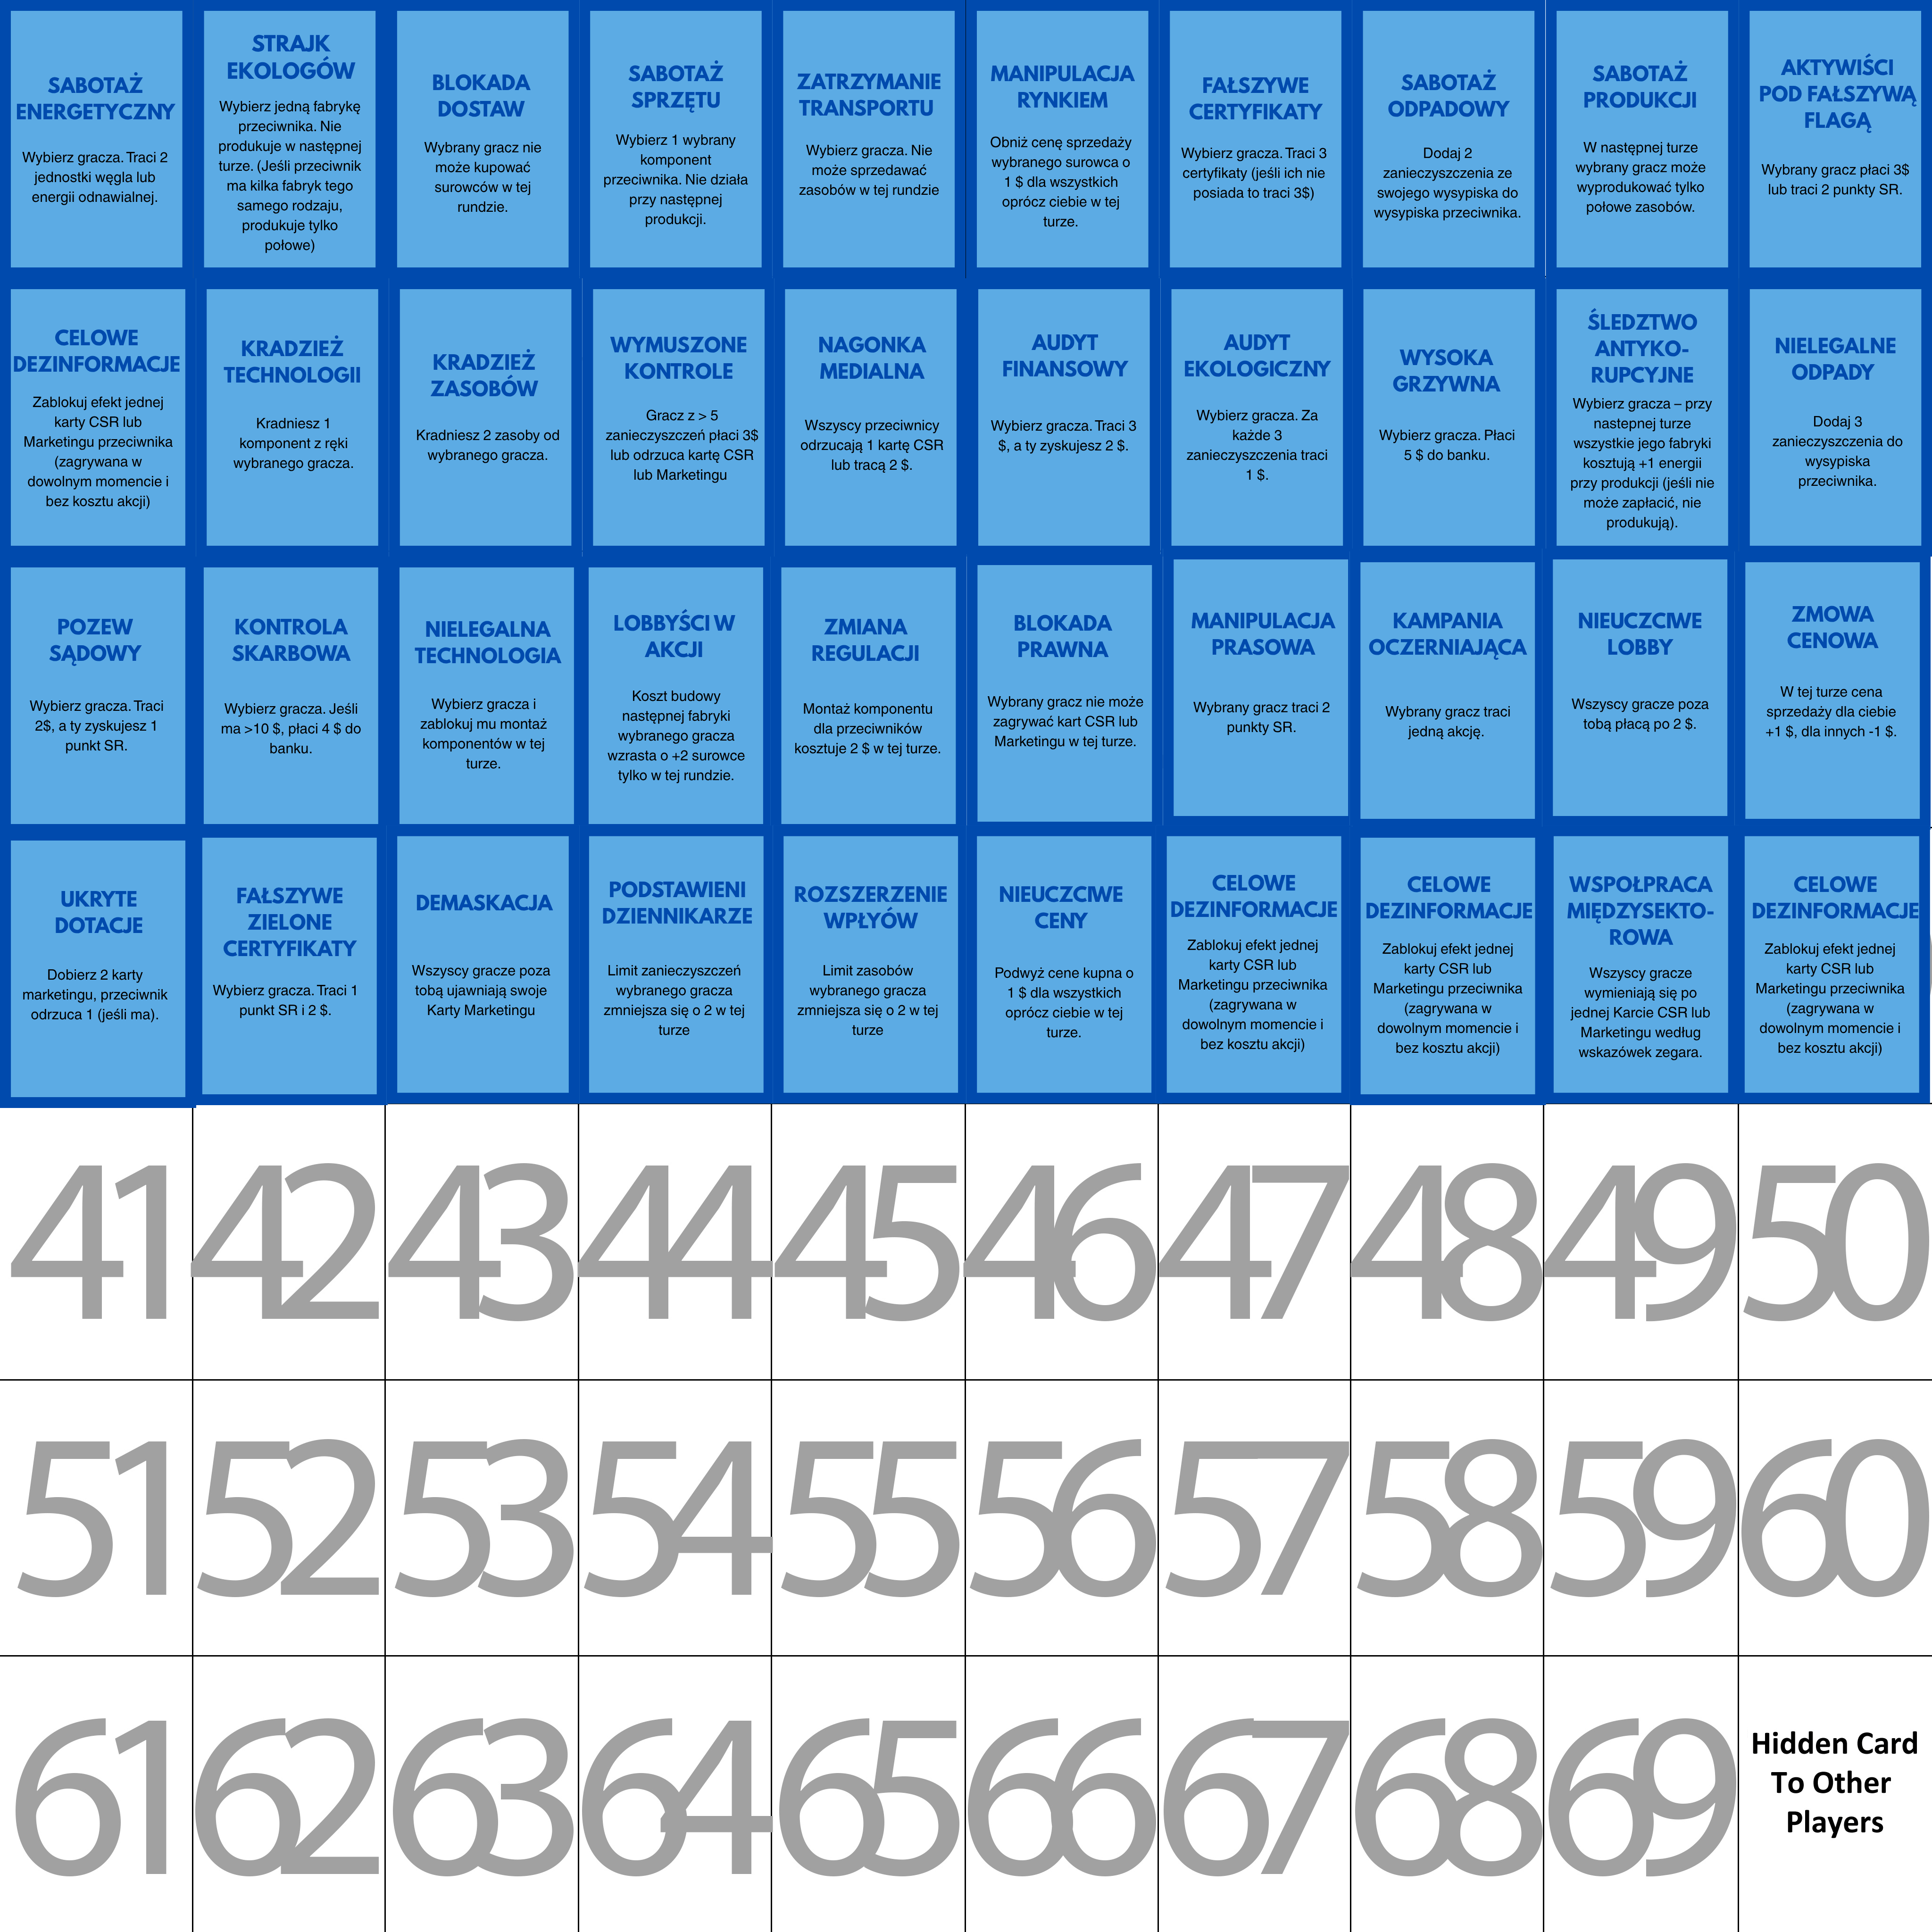 SABOTAŻ
ENERGETYCZNY
Wybierz gracza. Traci 2
jednostki węgla lub
energii odnawialnej.
STRAJK
EKOLOGÓW
Wybierz jedną fabrykę
przeciwnika. Nie
produkuje w następnej
turze. (Jeśli przeciwnik
ma kilka fabryk tego
samego rodzaju,
produkuje tylko
połowe)
BLOKADA
DOSTAW
Wybrany gracz nie
może kupować
surowców w tej
rundzie.
SABOTAŻ
SPRZĘTU
Wybierz 1 wybrany
komponent
przeciwnika. Nie działa
przy następnej
produkcji.
ZATRZYMANIE
TRANSPORTU
Wybierz gracza. Nie
może sprzedawać
zasobów w tej rundzie
MANIPULACJA
RYNKIEM
Obniż cenę sprzedaży
wybranego surowca o
1 $ dla wszystkich
oprócz ciebie w tej
turze.
FAŁSZYWE
CERTYFIKATY
Wybierz gracza. Traci 3
certyfikaty (jeśli ich nie
posiada to traci 3$)
SABOTAŻ
ODPADOWY
Dodaj 2
zanieczyszczenia ze
swojego wysypiska do
wysypiska przeciwnika.
SABOTAŻ
PRODUKCJI
W następnej turze
wybrany gracz może
wyprodukować tylko
połowe zasobów.
AKTYWIŚCI
POD FAŁSZYWĄ
FLAGĄ
Wybrany gracz płaci 3$
lub traci 2 punkty SR.
CELOWE
DEZINFORMACJE
Zablokuj efekt jednej
karty CSR lub
Marketingu przeciwnika
(zagrywana w
dowolnym momencie i
bez kosztu akcji)
KRADZIEŻ
TECHNOLOGII
Kradniesz 1
komponent z ręki
wybranego gracza.
KRADZIEŻ
ZASOBÓW
Kradniesz 2 zasoby od
wybranego gracza.
WYMUSZONE
KONTROLE
Gracz z > 5
zanieczyszczeń płaci 3$
lub odrzuca kartę CSR
lub Marketingu
NAGONKA
MEDIALNA
Wszyscy przeciwnicy
odrzucają 1 kartę CSR
lub tracą 2 $.
AUDYT
FINANSOWY
Wybierz gracza. Traci 3
$, a ty zyskujesz 2 $.
AUDYT
EKOLOGICZNY
Wybierz gracza. Za
każde 3
zanieczyszczenia traci
1 $.
WYSOKA
GRZYWNA
Wybierz gracza. Płaci
5 $ do banku.
ŚLEDZTWO
ANTYKO-
RUPCYJNE
Wybierz gracza – przy
nastepnej turze
wszystkie jego fabryki
kosztują +1 energii
przy produkcji (jeśli nie
może zapłacić, nie
produkują).
NIELEGALNE
ODPADY
Dodaj 3
zanieczyszczenia do
wysypiska
przeciwnika.
POZEW
SĄDOWY
Wybierz gracza. Traci
2$, a ty zyskujesz 1
punkt SR.
KONTROLA
SKARBOWA
Wybierz gracza. Jeśli
ma >10 $, płaci 4 $ do
banku.
NIELEGALNA
TECHNOLOGIA
Wybierz gracza i
zablokuj mu montaż
komponentów w tej
turze.
LOBBYŚCI W
AKCJI
Koszt budowy
następnej fabryki
wybranego gracza
wzrasta o +2 surowce
tylko w tej rundzie.
ZMIANA
REGULACJI
Montaż komponentu
dla przeciwników
kosztuje 2 $ w tej turze.
BLOKADA
PRAWNA
Wybrany gracz nie może
zagrywać kart CSR lub
Marketingu w tej turze.
MANIPULACJA
PRASOWA
Wybrany gracz traci 2
punkty SR.
KAMPANIA
OCZERNIAJĄCA
Wybrany gracz traci
jedną akcję.
NIEUCZCIWE
LOBBY
Wszyscy gracze poza
tobą płacą po 2 $.
ZMOWA
CENOWA
W tej turze cena
sprzedaży dla ciebie
+1 $, dla innych -1 $.
UKRYTE
DOTACJE
Dobierz 2 karty
marketingu, przeciwnik
odrzuca 1 (jeśli ma).
FAŁSZYWE
ZIELONE
CERTYFIKATY
Wybierz gracza. Traci 1
punkt SR i 2 $.
DEMASKACJA
Wszyscy gracze poza
tobą ujawniają swoje
Karty Marketingu
PODSTAWIENI
DZIENNIKARZE
Limit zanieczyszczeń
wybranego gracza
zmniejsza się o 2 w tej
turze
ROZSZERZENIE
WPŁYÓW
Limit zasobów
wybranego gracza
zmniejsza się o 2 w tej
turze
NIEUCZCIWE
CENY
Podwyż cene kupna o
1 $ dla wszystkich
oprócz ciebie w tej
turze.
CELOWE
DEZINFORMACJE
Zablokuj efekt jednej
karty CSR lub
Marketingu przeciwnika
(zagrywana w
dowolnym momencie i
bez kosztu akcji)
CELOWE
DEZINFORMACJE
Zablokuj efekt jednej
karty CSR lub
Marketingu przeciwnika
(zagrywana w
dowolnym momencie i
bez kosztu akcji)
WSPOŁPRACA
MIĘDZYSEKTO-
ROWA
Wszyscy gracze
wymieniają się po
jednej Karcie CSR lub
Marketingu według
wskazówek zegara.
CELOWE
DEZINFORMACJE
Zablokuj efekt jednej
karty CSR lub
Marketingu przeciwnika
(zagrywana w
dowolnym momencie i
bez kosztu akcji)
41 42 43 44 45 46 47 48 49 50
51 52 53 54 55 56 57 58 59 60
61 62 63 64 65 66 67 68 69
Hidden Card
To Other
Players